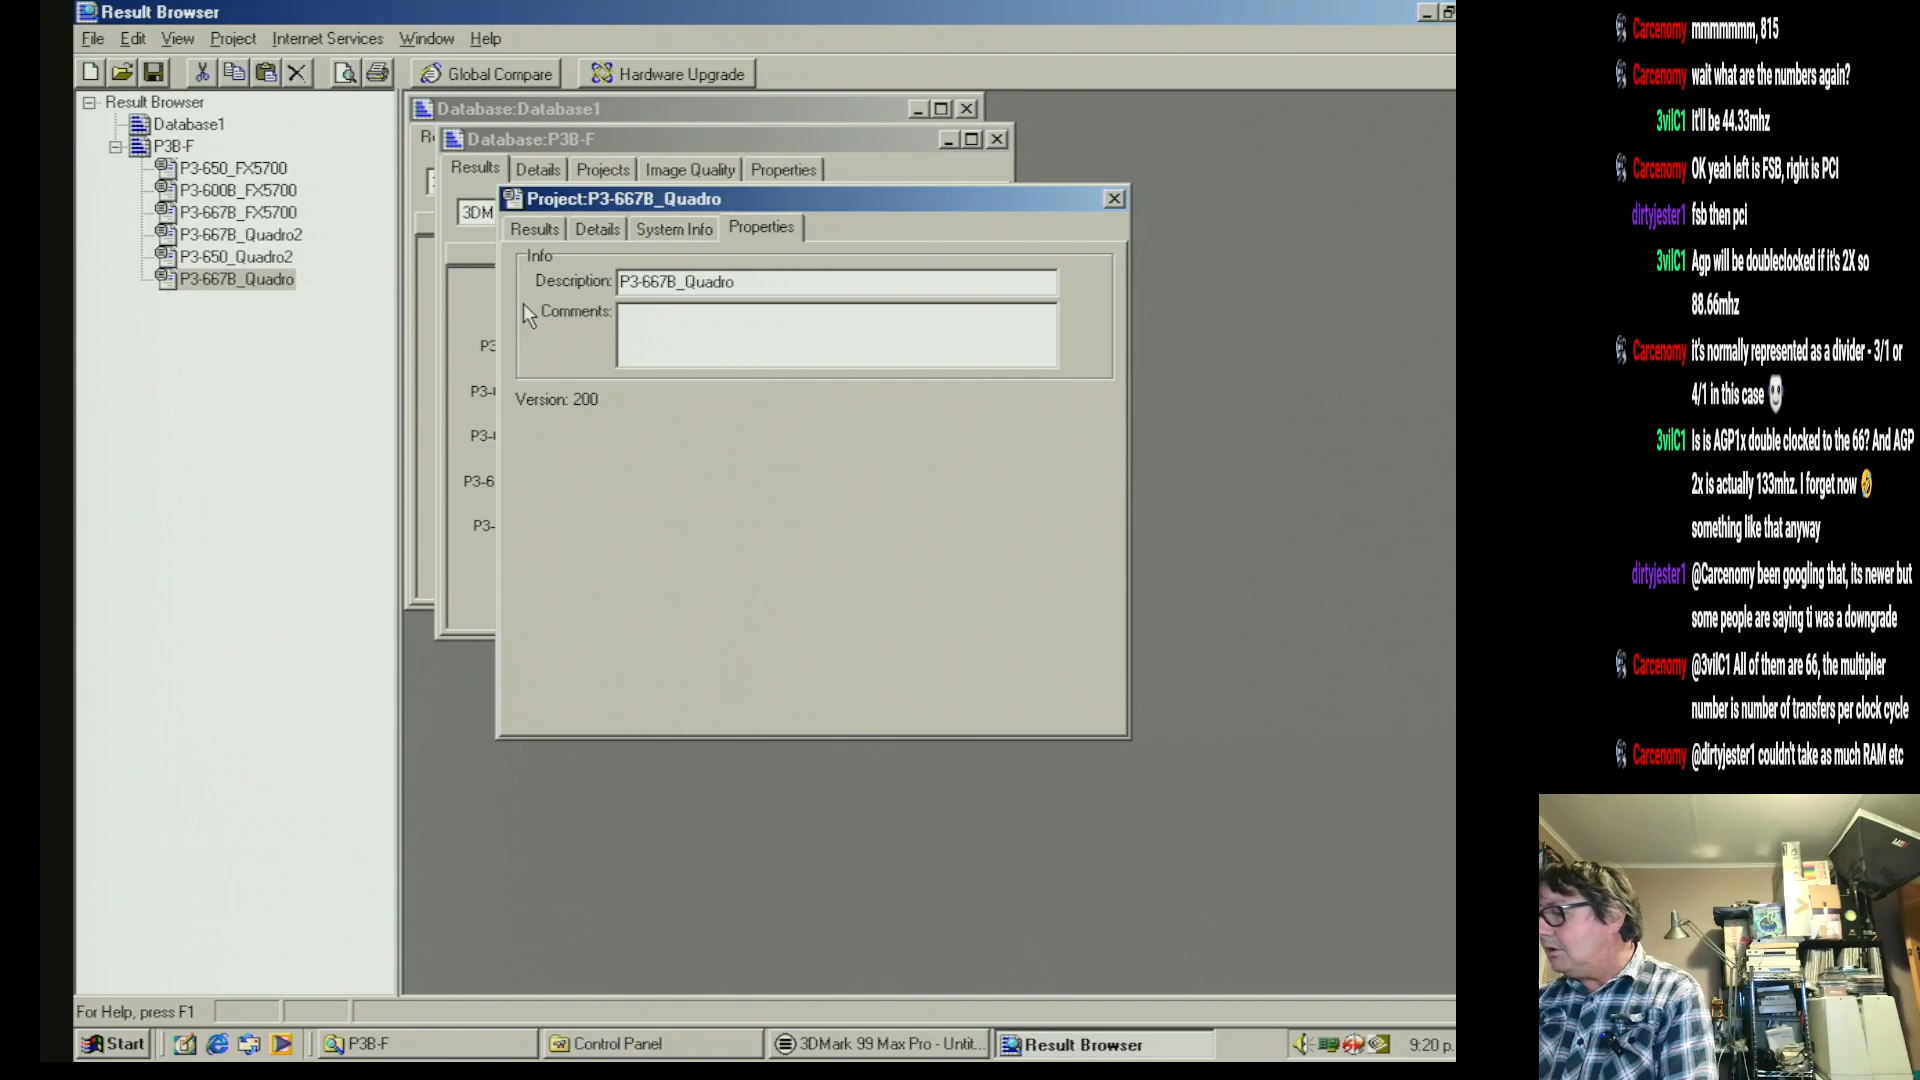 Result Browser
File Edit View Project Internet Services Window Help
Global Compare Hardware Upgrade
Result Browser
Database1
P3B-F
P3-650_FX5700
P3-600B_FX5700
P3-667B_FX5700
P3-667B_Quadro2
P3-650_Quadro2
P3-667B_Quadro
Database:Database1
Database:P3B-F
Results Details Projects Image Quality Properties
3DM
Project:P3-667B_Quadro
Results Details System Info Properties
Info
Description: P3-667B_Quadro
Comments:
Version: 200
P3-6
P3-
For Help, press F1
Start P3B-F Control Panel 3DMark 99 Max Pro - Untit... Result Browser 9:20 p.
Carcenomy mmmmmmm, 815
Carcenomy wait what are the numbers again?
3vilC1 It'll be 44.33mhz
Carcenomy OK yeah left is FSB, right is PCI
dirtyjester1 fsb then pci
3vilC1 Agp will be doubleclocked if it's 2X so
88.66mhz
Carcenomy it's normally represented as a divider - 3/1 or
4/1 in this case
3vilC1 Is is AGP1x double clocked to the 66? And AGP
2x is actually 133mhz. I forget now
something like that anyway
dirtyjester1 @Carcenomy been googling that, its newer but
some people are saying ti was a downgrade
Carcenomy @3vilC1 All of them are 66, the multiplier
number is number of transfers per clock cycle
Carcenomy @dirtyjester1 couldn't take as much RAM etc